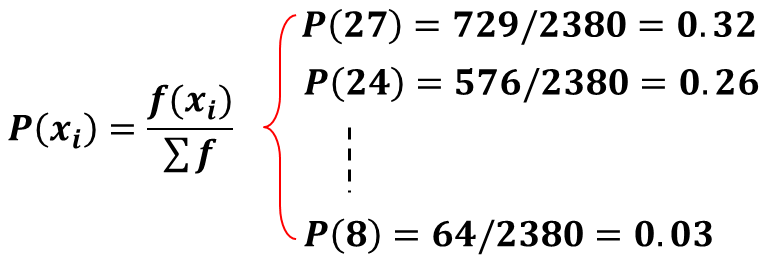 P(27) = 729/2380 = 0.32
P(24) = 576/2380 = 0.26
P(xᵢ) = f(xᵢ)/∑f
P(8) = 64/2380 = 0.03